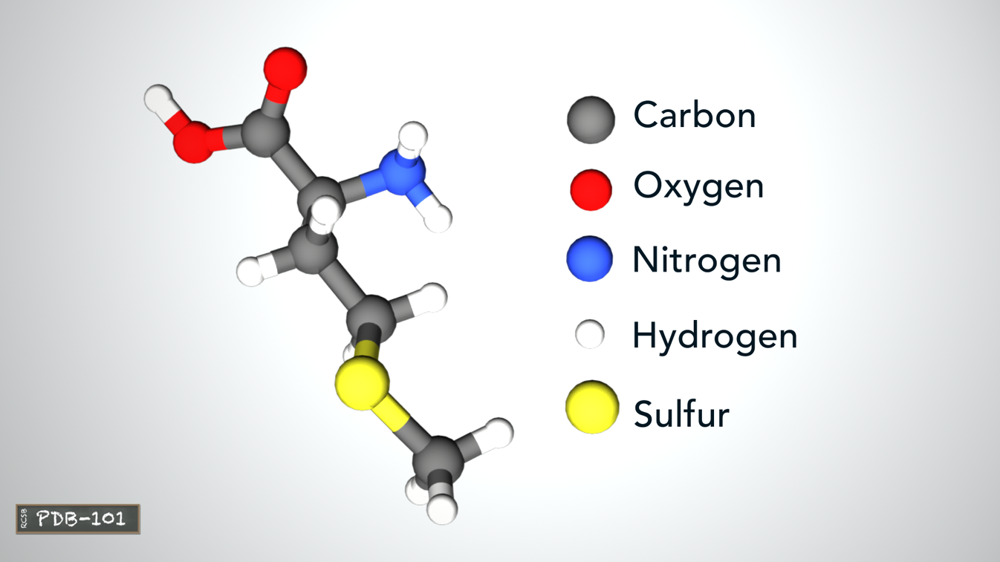 Carbon
Oxygen
Nitrogen
Hydrogen
Sulfur
RCSB PDB-101